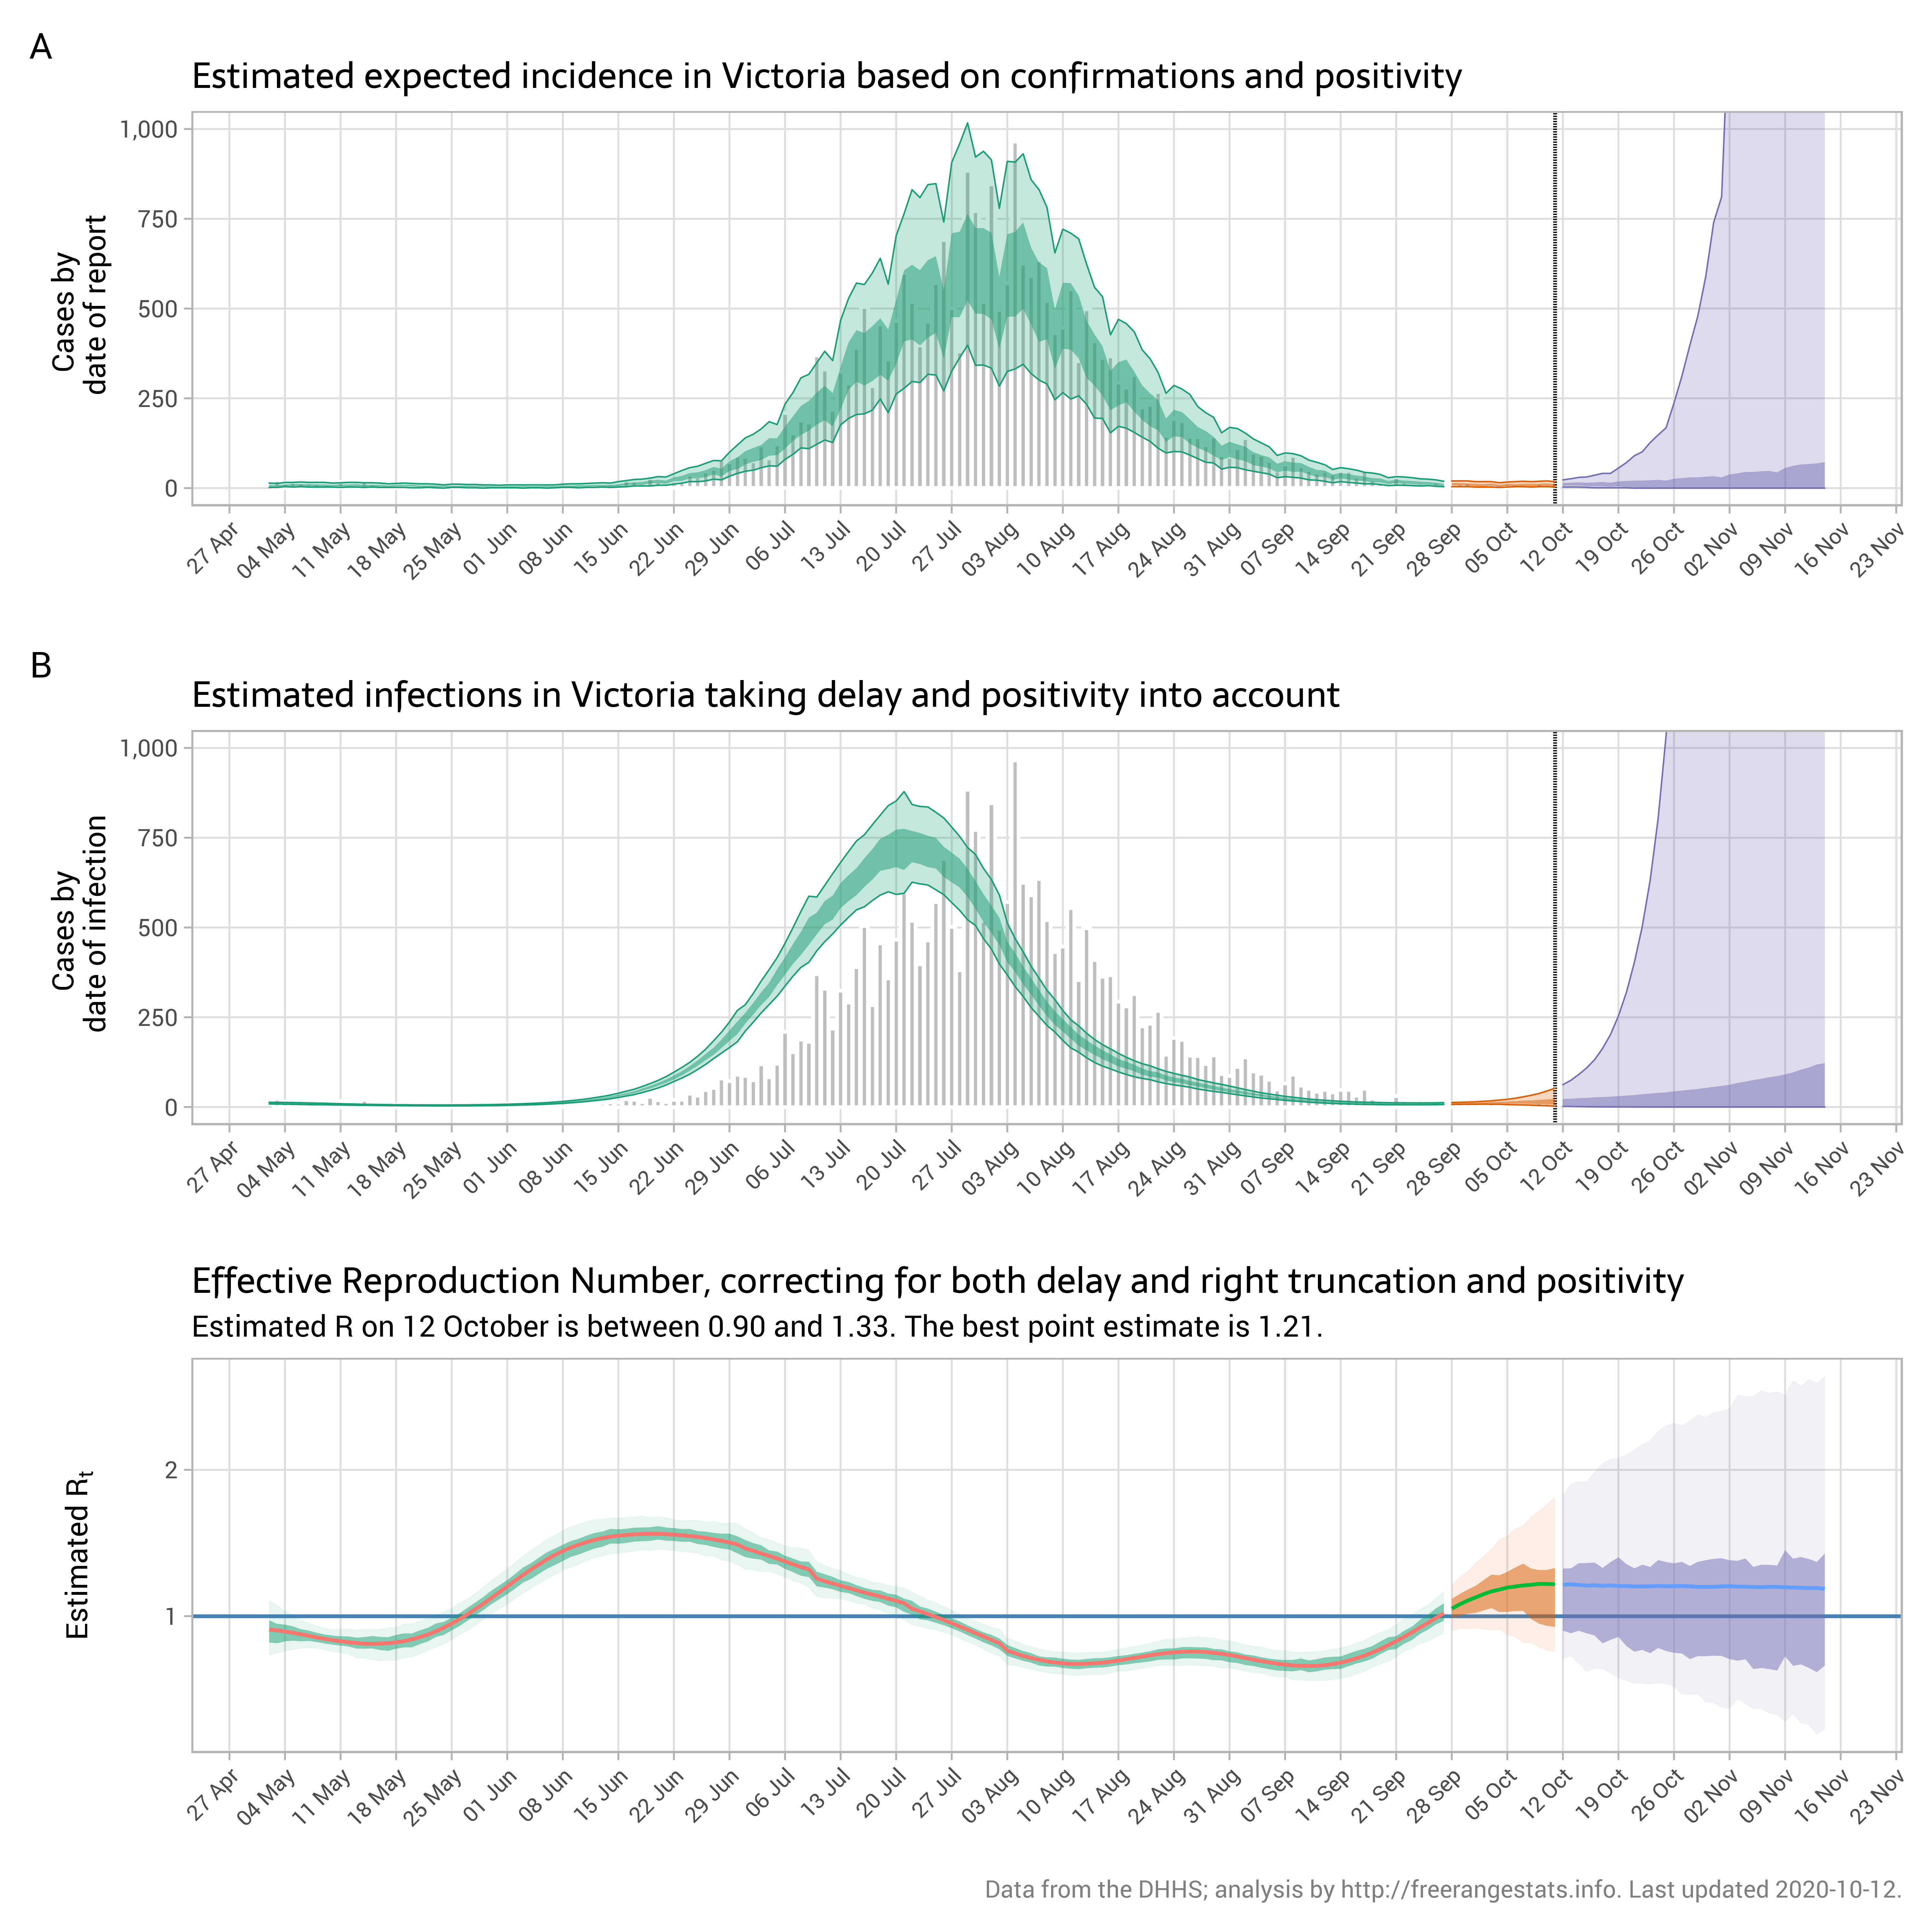 A
Estimated expected incidence in Victoria based on confirmations and positivity
Cases by
date of report
1,000
750
500
250
0
27 Apr
04 May
11 May
18 May
25 May
01 Jun
08 Jun
15 Jun
22 Jun
29 Jun
06 Jul
13 Jul
20 Jul
27 Jul
03 Aug
10 Aug
17 Aug
24 Aug
31 Aug
07 Sep
14 Sep
21 Sep
28 Sep
05 Oct
12 Oct
19 Oct
26 Oct
02 Nov
09 Nov
16 Nov
23 Nov
B
Estimated infections in Victoria taking delay and positivity into account
Cases by
date of infection
1,000
750
500
250
0
27 Apr
04 May
11 May
18 May
25 May
01 Jun
08 Jun
15 Jun
22 Jun
29 Jun
06 Jul
13 Jul
20 Jul
27 Jul
03 Aug
10 Aug
17 Aug
24 Aug
31 Aug
07 Sep
14 Sep
21 Sep
28 Sep
05 Oct
12 Oct
19 Oct
26 Oct
02 Nov
09 Nov
16 Nov
23 Nov
Effective Reproduction Number, correcting for both delay and right truncation and positivity
Estimated R on 12 October is between 0.90 and 1.33. The best point estimate is 1.21.
Estimated Rt
2
1
27 Apr
04 May
11 May
18 May
25 May
01 Jun
08 Jun
15 Jun
22 Jun
29 Jun
06 Jul
13 Jul
20 Jul
27 Jul
03 Aug
10 Aug
17 Aug
24 Aug
31 Aug
07 Sep
14 Sep
21 Sep
28 Sep
05 Oct
12 Oct
19 Oct
26 Oct
02 Nov
09 Nov
16 Nov
23 Nov
Data from the DHHS; analysis by http://freerangestats.info. Last updated 2020-10-12.